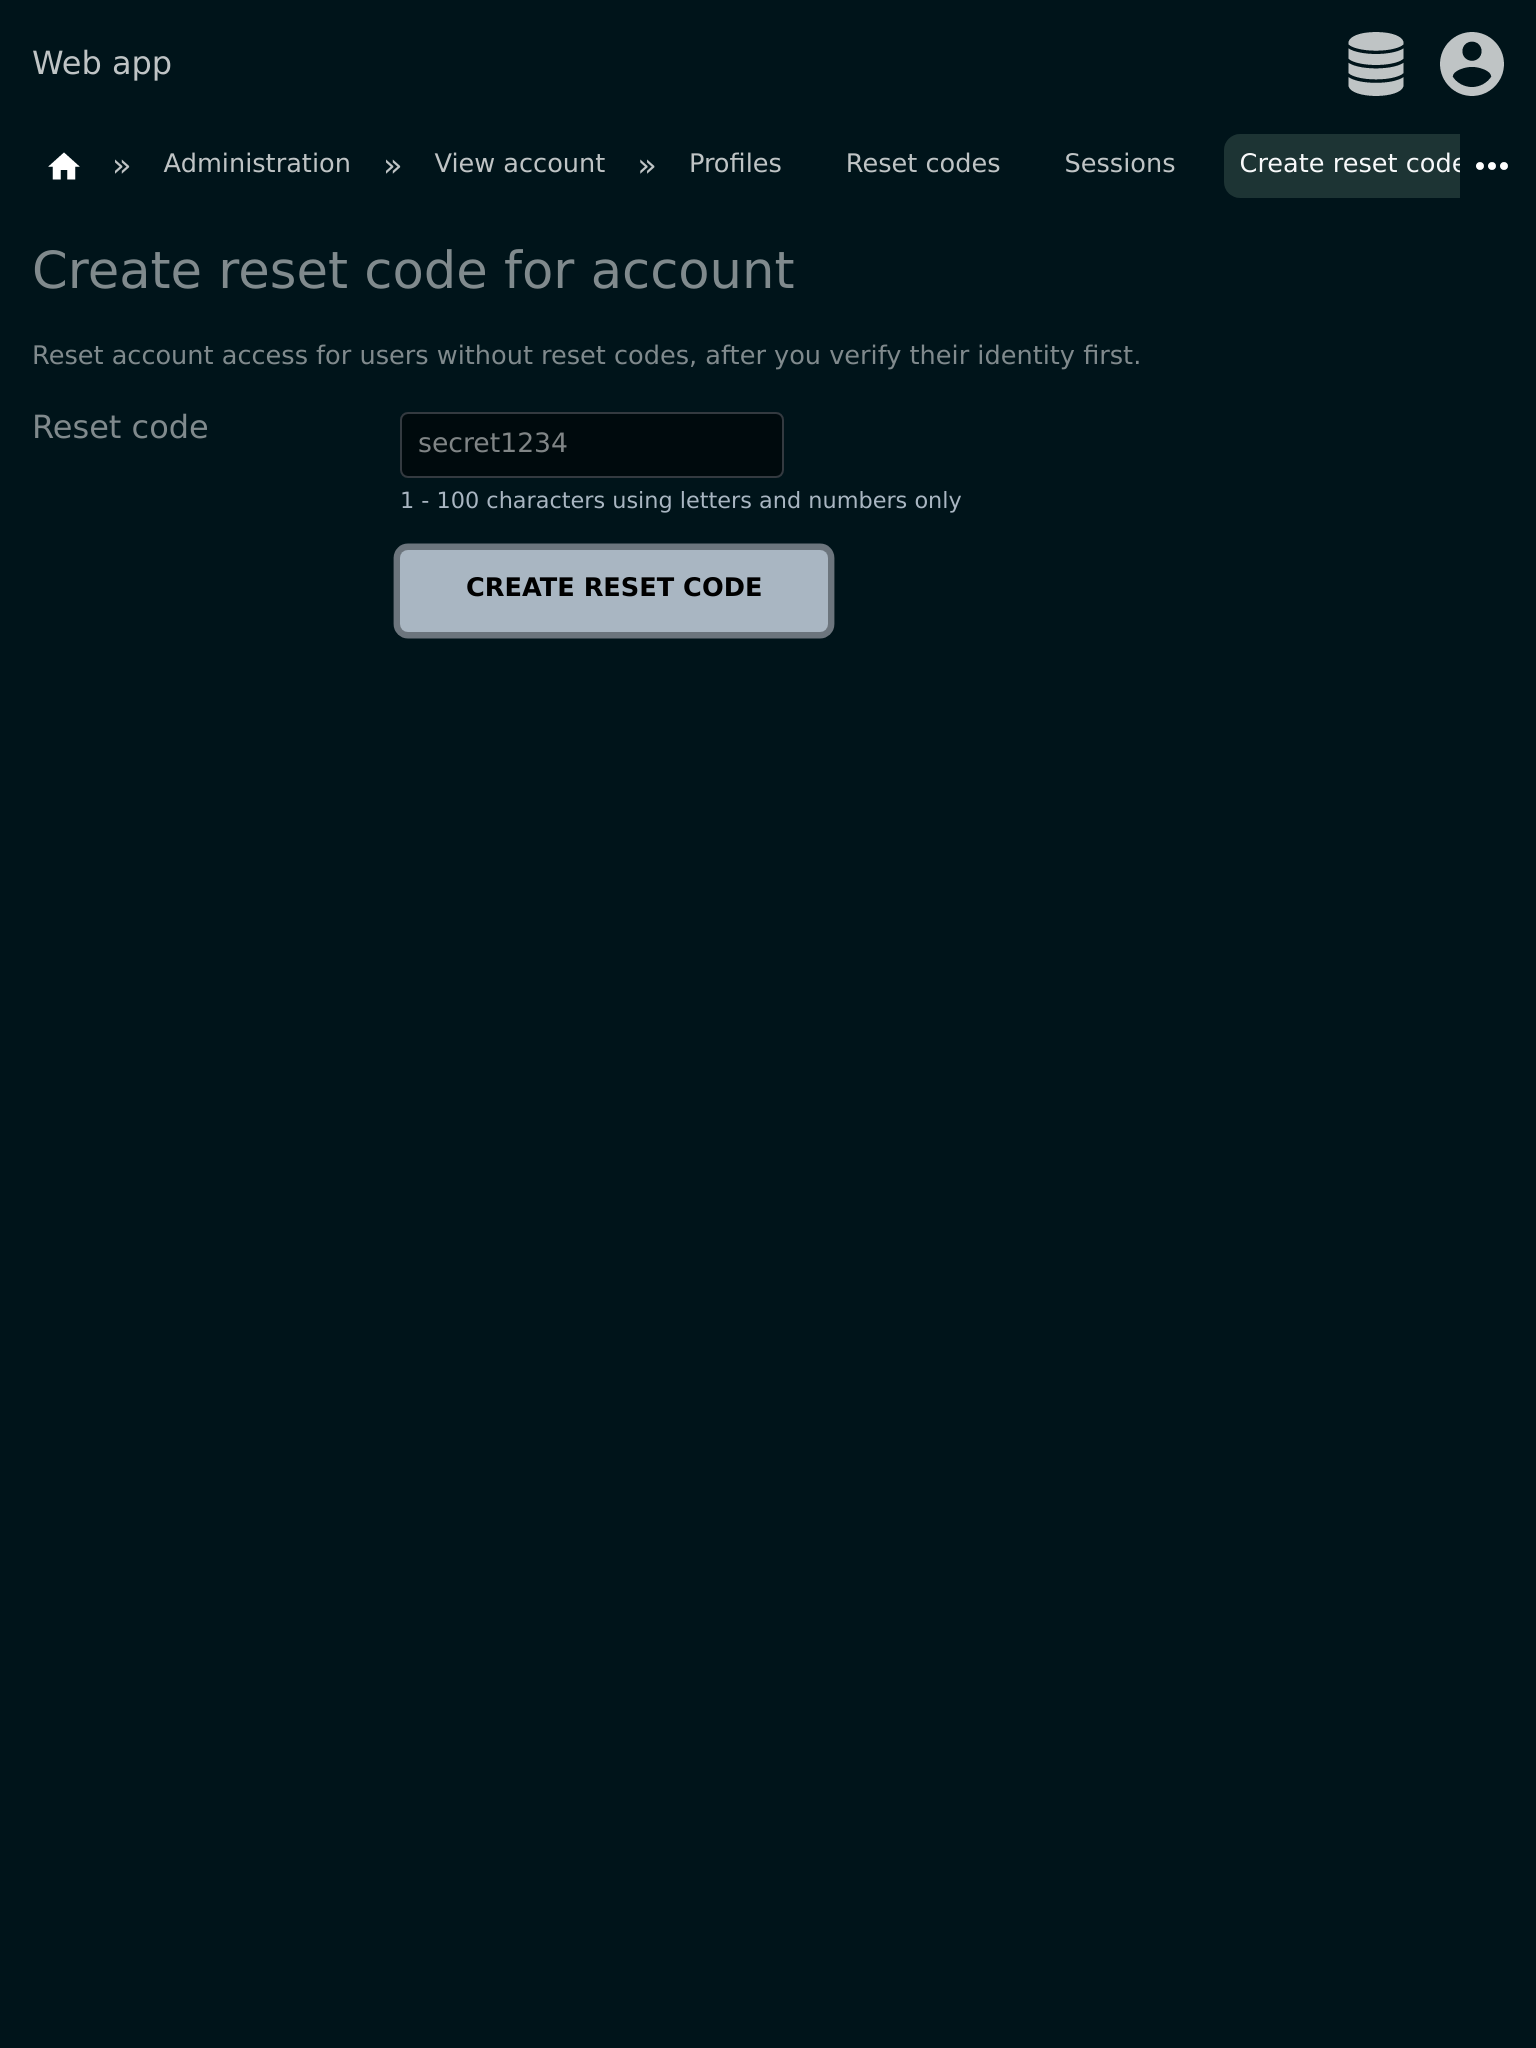 Web app
» Administration » View account » Profiles Reset codes Sessions Create reset code
Create reset code for account
Reset account access for users without reset codes, after you verify their identity first.
Reset code
secret1234
1 - 100 characters using letters and numbers only
CREATE RESET CODE